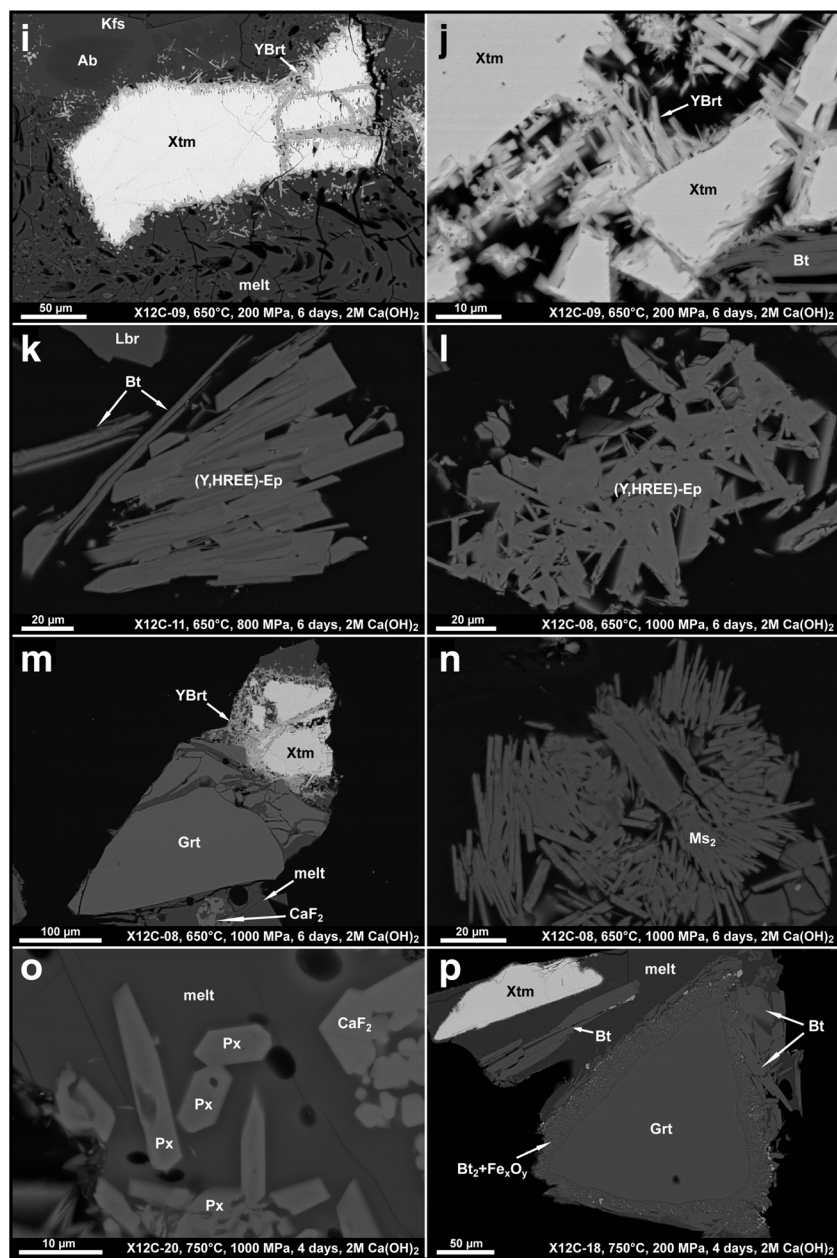 i
Kfs
Ab
YBrt
Xtm
melt
50 µm
X12C-09, 650°C, 200 MPa, 6 days, 2M Ca(OH)₂
j
Xtm
YBrt
Xtm
Bt
10 µm
X12C-09, 650°C, 200 MPa, 6 days, 2M Ca(OH)₂
k
Lbr
Bt
(Y,HREE)-Ep
20 µm
X12C-11, 650°C, 800 MPa, 6 days, 2M Ca(OH)₂
l
(Y,HREE)-Ep
20 µm
X12C-08, 650°C, 1000 MPa, 6 days, 2M Ca(OH)₂
m
YBrt
Xtm
Grt
melt
CaF₂
100 µm
X12C-08, 650°C, 1000 MPa, 6 days, 2M Ca(OH)₂
n
Ms₂
20 µm
X12C-08, 650°C, 1000 MPa, 6 days, 2M Ca(OH)₂
o
melt
CaF₂
Px
Px
Px
Px
10 µm
X12C-20, 750°C, 1000 MPa, 4 days, 2M Ca(OH)₂
p
melt
Xtm
Bt
Bt
Grt
Bt₂+FeₓOᵧ
50 µm
X12C-18, 750°C, 200 MPa, 4 days, 2M Ca(OH)₂